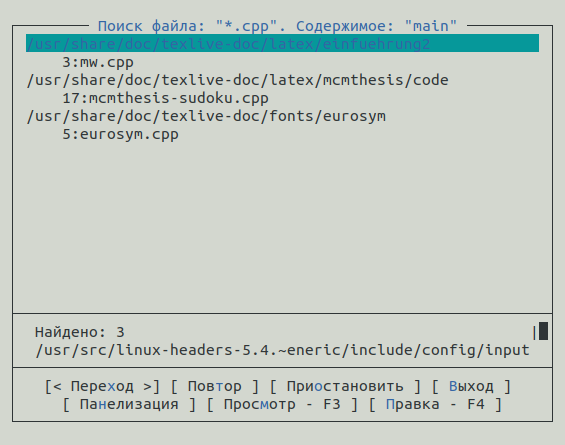 Поиск файла: "*.cpp". Содержимое: "main"
/usr/share/doc/texlive-doc/latex/einfuehrung2
3:mw.cpp
/usr/share/doc/texlive-doc/latex/mcmthesis/code
17:mcmthesis-sudoku.cpp
/usr/share/doc/texlive-doc/fonts/eurosym
5:eurosym.cpp
Найдено: 3 |
/usr/src/linux-headers-5.4.~eneric/include/config/input
[< Переход >] [ Повтор ] [ Приостановить ] [ Выход ]
[ Панелизация ] [ Просмотр - F3 ] [ Правка - F4 ]